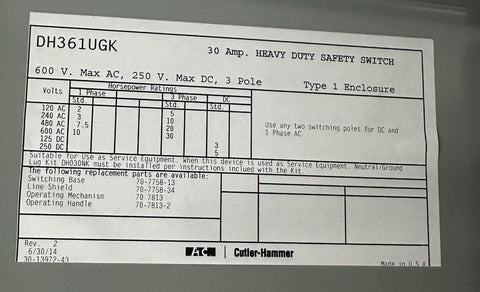 DH361UGK
30 Amp. HEAVY DUTY SAFETY SWITCH
600 V. Max AC, 250 V. Max DC, 3 Pole
Type 1 Enclosure
Volts
Horsepower Ratings
1 Phase 3 Phase DC
Std. Std.
120 AC 2
240 AC 3 5
480 AC 7.5 10
600 AC 10 20
30
125 DC 3
250 DC 5
Use any two switching poles for DC and
1 Phase AC.
Suitable for Use as Service Equipment. When this device is used as Service Equipment, Neutral/Ground
Lug Kit DH030NK must be installed per instructions included with the Kit.
The following replacement parts are available:
Switching Base 70-7758-13
Line Shield 70-7758-34
Operating Mechanism 70 7813
Operating Handle 70-7813-2
Rev. 2
6/30/14
30-13972-43
EATON Cutler-Hammer
Made in U.S.A